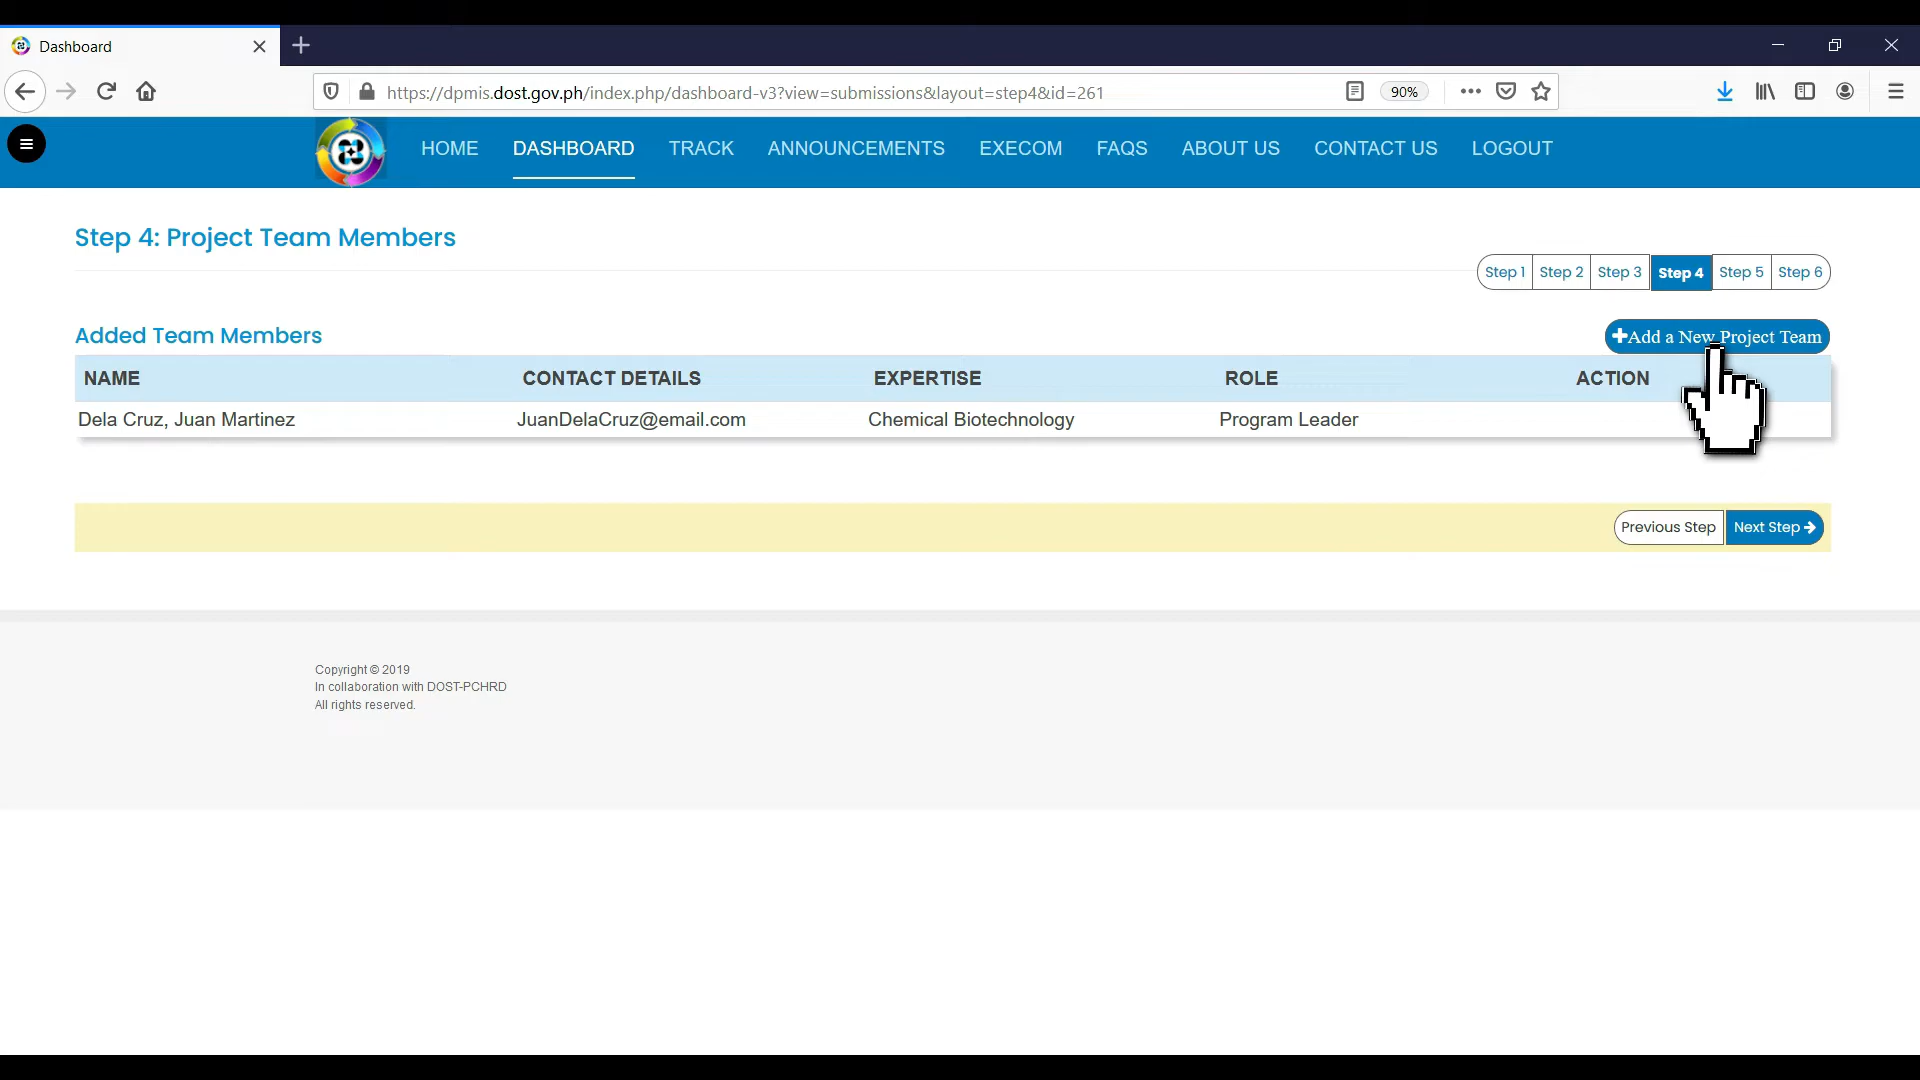 Dashboard
https://dpmis.dost.gov.ph/index.php/dashboard-v3?view=submissions&layout=step4&id=261
90%
HOME DASHBOARD TRACK ANNOUNCEMENTS EXECOM FAQS ABOUT US CONTACT US LOGOUT
Step 4: Project Team Members
Step 1 Step 2 Step 3 Step 4 Step 5 Step 6
Added Team Members
Add a New Project Team
NAME CONTACT DETAILS EXPERTISE ROLE ACTION
Dela Cruz, Juan Martinez JuanDelaCruz@email.com Chemical Biotechnology Program Leader
Previous Step Next Step
Copyright © 2019
In collaboration with DOST-PCHRD
All rights reserved.